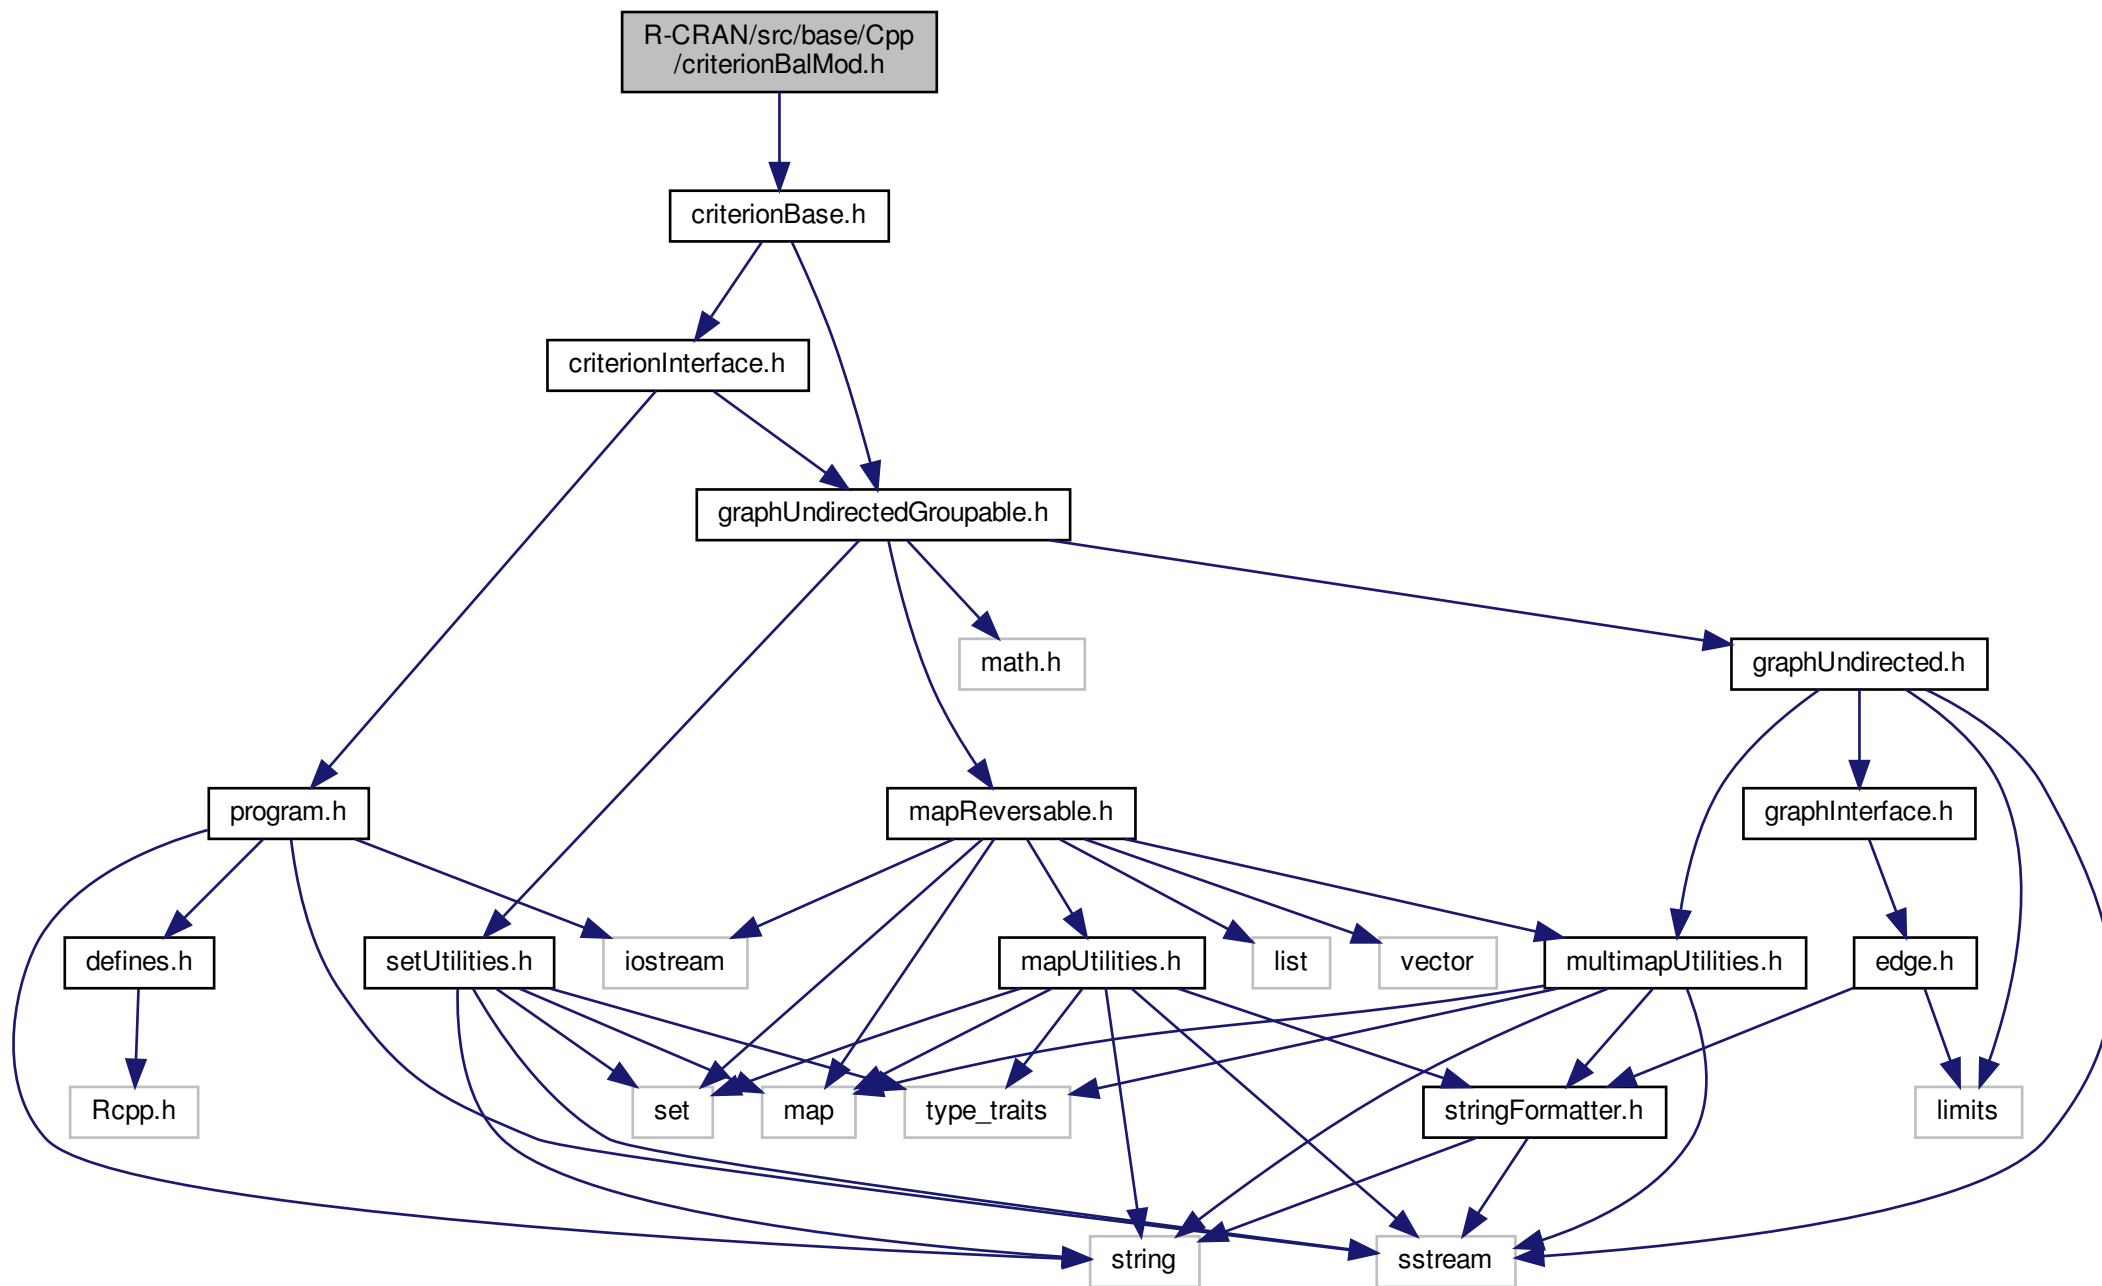 R-CRAN/src/base/Cpp
/criterionBalMod.h
criterionBase.h
criterionInterface.h
graphUndirectedGroupable.h
math.h
graphUndirected.h
program.h
mapReversable.h
graphInterface.h
defines.h
setUtilities.h
iostream
mapUtilities.h
list
vector
multimapUtilities.h
edge.h
Rcpp.h
set
map
type_traits
stringFormatter.h
limits
string
sstream